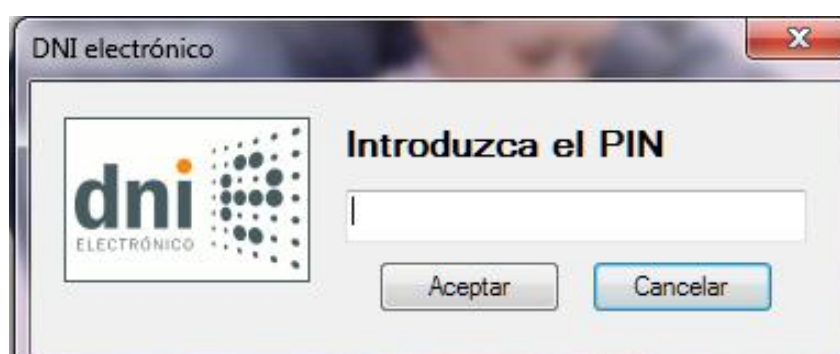 DNI electrónico
X
Introduzca el PIN
dni
ELECTRÓNICO
Aceptar
Cancelar